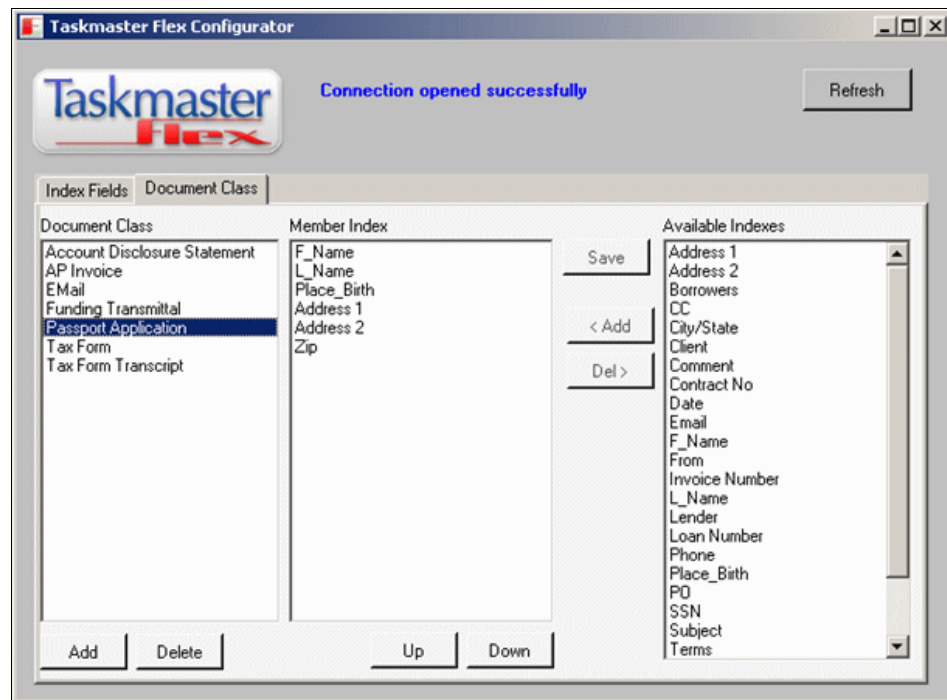 Taskmaster Flex Configurator
Taskmaster
Flex
Connection opened successfully
Refresh
Index Fields
Document Class
Document Class
Account Disclosure Statement
AP Invoice
EMail
Funding Transmittal
Passport Application
Tax Form
Tax Form Transcript
Add
Delete
Member Index
F_Name
L_Name
Place_Birth
Address 1
Address 2
Zip
Up
Down
Save
< Add
Del >
Available Indexes
Address 1
Address 2
Borrowers
CC
City/State
Client
Comment
Contract No
Date
Email
F_Name
From
Invoice Number
L_Name
Lender
Loan Number
Phone
Place_Birth
PO
SSN
Subject
Terms